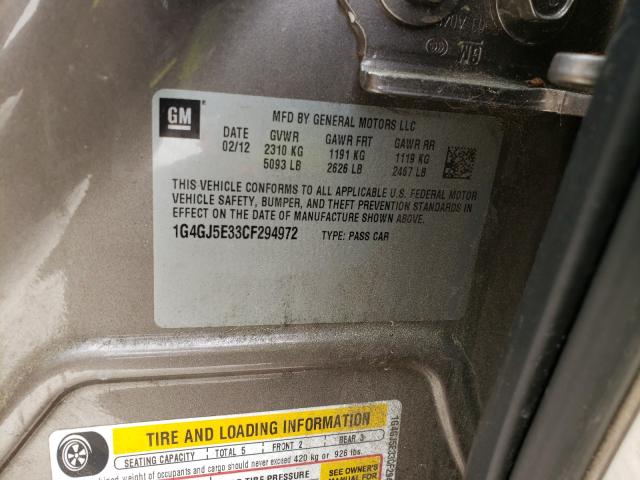 GM
GM
MFD BY GENERAL MOTORS LLC
DATE GVWR GAWR FRT GAWR RR
02/12 2310 KG 1191 KG 1119 KG
5093 LB 2626 LB 2467 LB
THIS VEHICLE CONFORMS TO ALL APPLICABLE U.S. FEDERAL MOTOR
VEHICLE SAFETY, BUMPER, AND THEFT PREVENTION STANDARDS IN
EFFECT ON THE DATE OF MANUFACTURE SHOWN ABOVE.
1G4GJ5E33CF294972 TYPE: PASS CAR
TIRE AND LOADING INFORMATION
SEATING CAPACITY TOTAL 5 FRONT 2 REAR 3
weight of occupants and cargo should never exceed 420 kg or 926 lbs.
SEE OWNER'S
MANUAL FOR